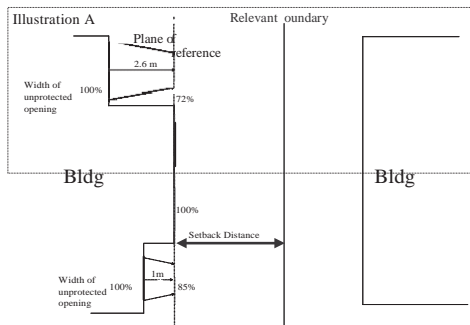 Illustration A
Relevant oundary
Plane of
reference
2.6 m
Width of
unprotected
opening
100%
72%
Bldg
Bldg
100%
Setback Distance
Width of
unprotected
opening
100%
1m
85%